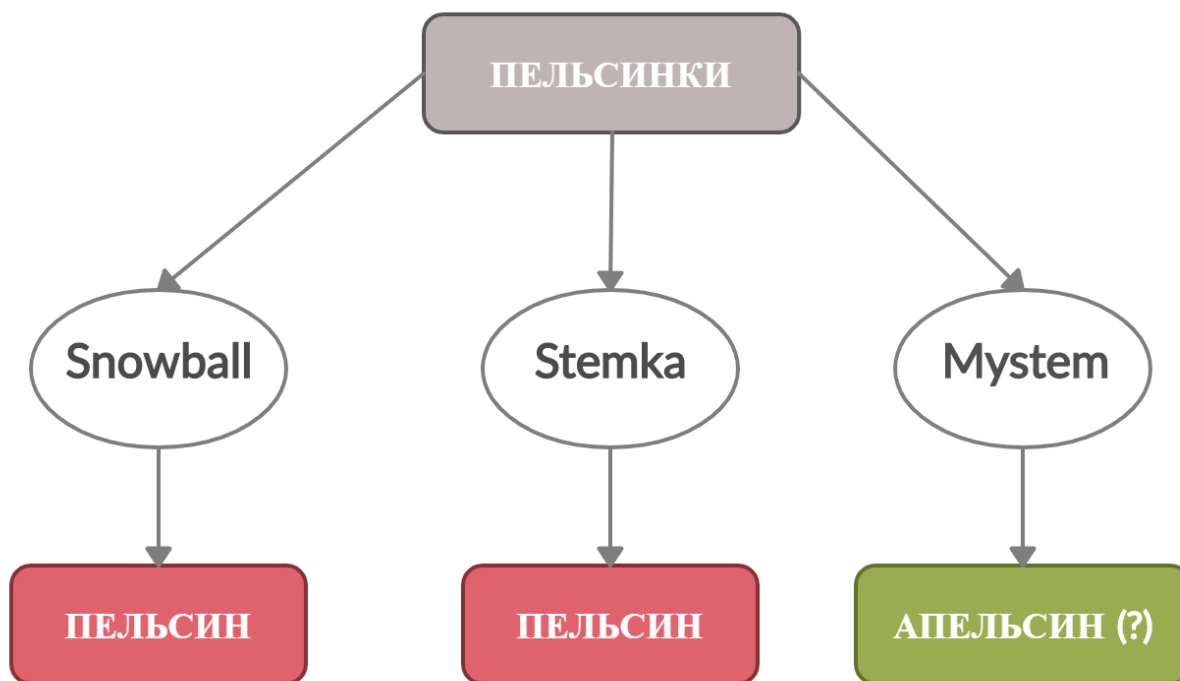 ПЕЛЬСИНКИ
Snowball
Stemka
Mystem
ПЕЛЬСИН
ПЕЛЬСИН
АПЕЛЬСИН (?)